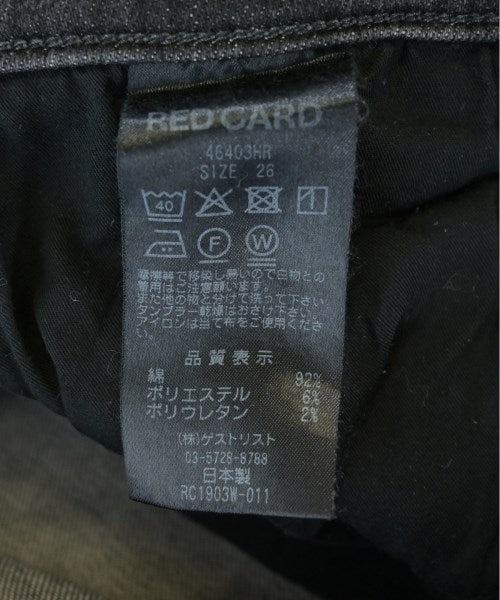 RED CARD
46403HR
SIZE 26
40
F W
摩擦等で移染し易いので白物との
着用はご注意願います。
また他の物と分けて洗って下さい
タンブラー乾燥はおさけ下さい。
アイロンは当て布をご使用くださ
い。
品質表示
綿 92%
ポリエステル 6%
ポリウレタン 2%
(株)ゲストリスト
03-5728-8788
日本製
RC1903W-011